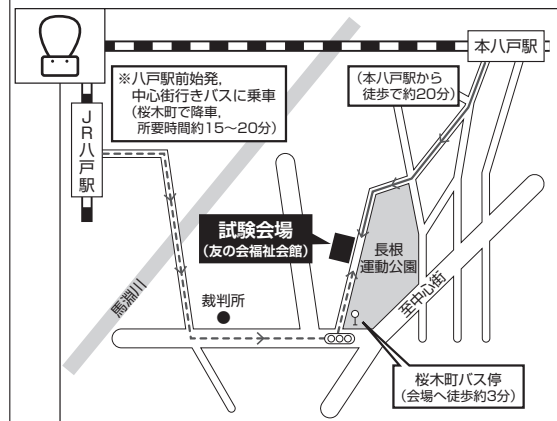 本八戸駅
※八戸駅前始発,
中心街行きバスに乗車
(桜木町で降車,
所要時間約15~20分)
(本八戸駅から
徒歩で約20分)
JR八戸駅
試験会場
(友の会福祉会館)
長根
運動公園
馬淵川
裁判所
至中心街
桜木町バス停
(会場へ徒歩約3分)